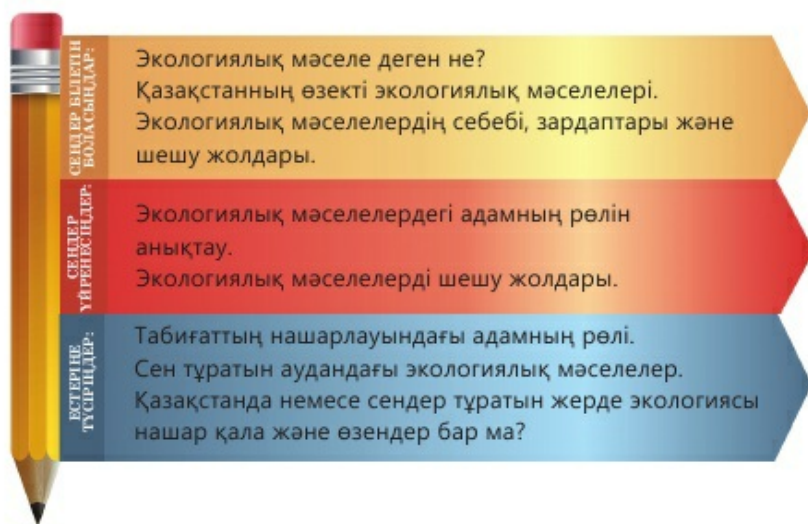 СЕНДЕР БІЛЕТІН
БОЛАСЫҢДАР:
Экологиялық мәселе деген не?
Қазақстанның өзекті экологиялық мәселелері.
Экологиялық мәселелердің себебі, зардаптары және
шешу жолдары.
СЕНДЕР
ҮЙРЕНЕСІҢДЕР:
Экологиялық мәселелердегі адамның рөлін
анықтау.
Экологиялық мәселелерді шешу жолдары.
ЕСТЕРІҢЕ
ТҮСІРІҢДЕР:
Табиғаттың нашарлауындағы адамның рөлі.
Сен тұратын аудандағы экологиялық мәселелер.
Қазақстанда немесе сендер тұратын жерде экологиясы
нашар қала және өзендер бар ма?